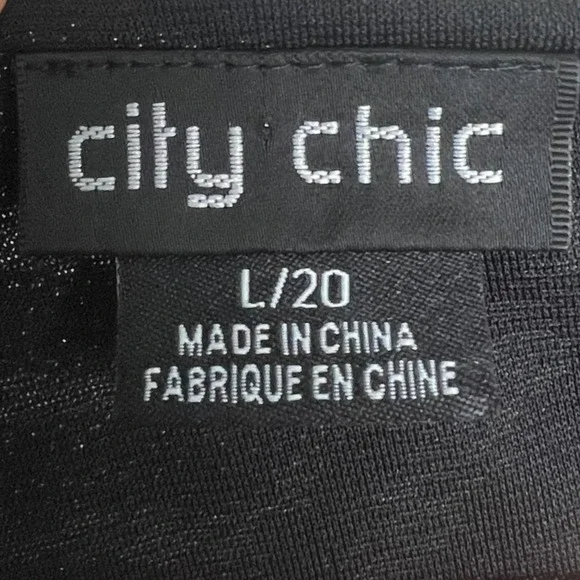 city chic
L/20
MADE IN CHINA
FABRIQUE EN CHINE